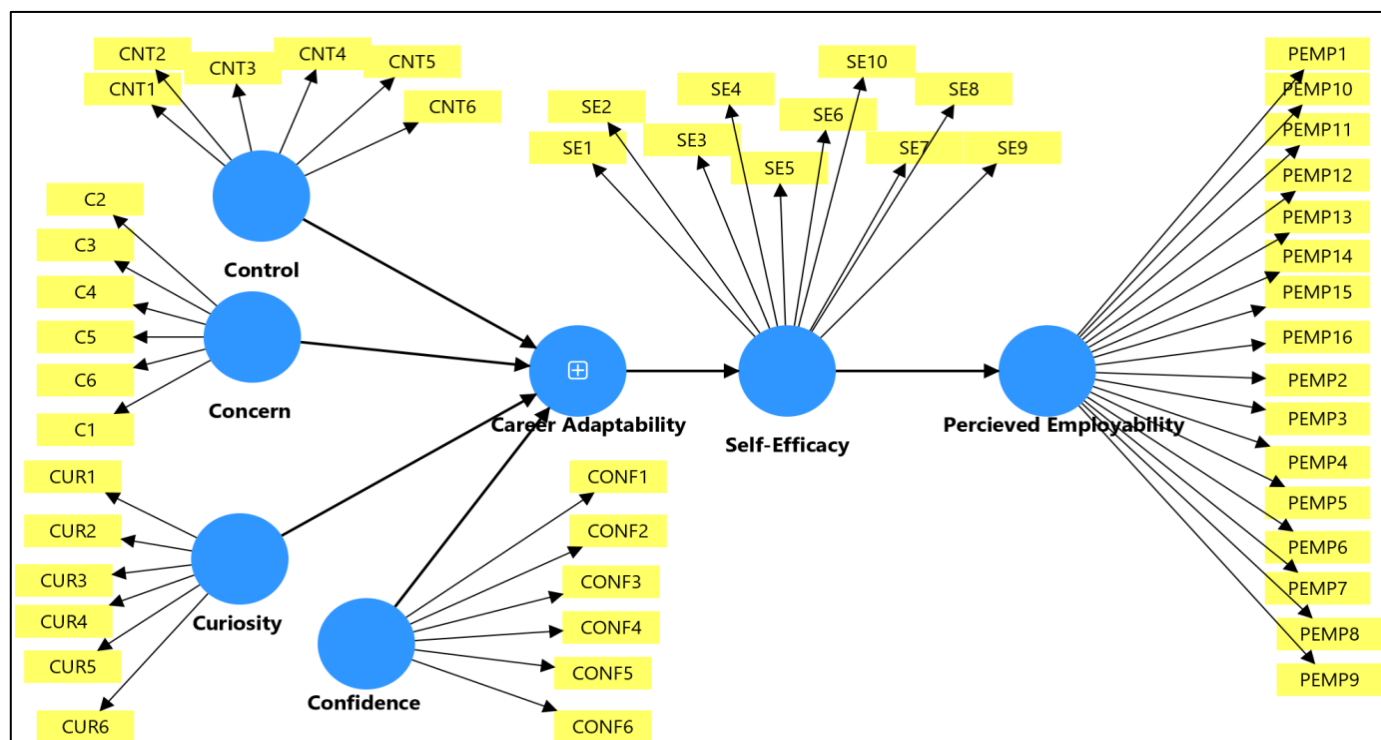 CNT2
CNT4
CNT3
CNT5
CNT1
CNT6
Control
C2
C3
C4
C5
C6
C1
Concern
CUR1
CUR2
CUR3
CUR4
CUR5
CUR6
Curiosity
CONF1
CONF2
CONF3
CONF4
CONF5
CONF6
Confidence
Career Adaptability
SE10
SE4
SE8
SE2
SE6
SE3
SE1
SE7
SE9
SE5
Self-Efficacy
Percieved Employability
PEMP1
PEMP10
PEMP11
PEMP12
PEMP13
PEMP14
PEMP15
PEMP16
PEMP2
PEMP3
PEMP4
PEMP5
PEMP6
PEMP7
PEMP8
PEMP9